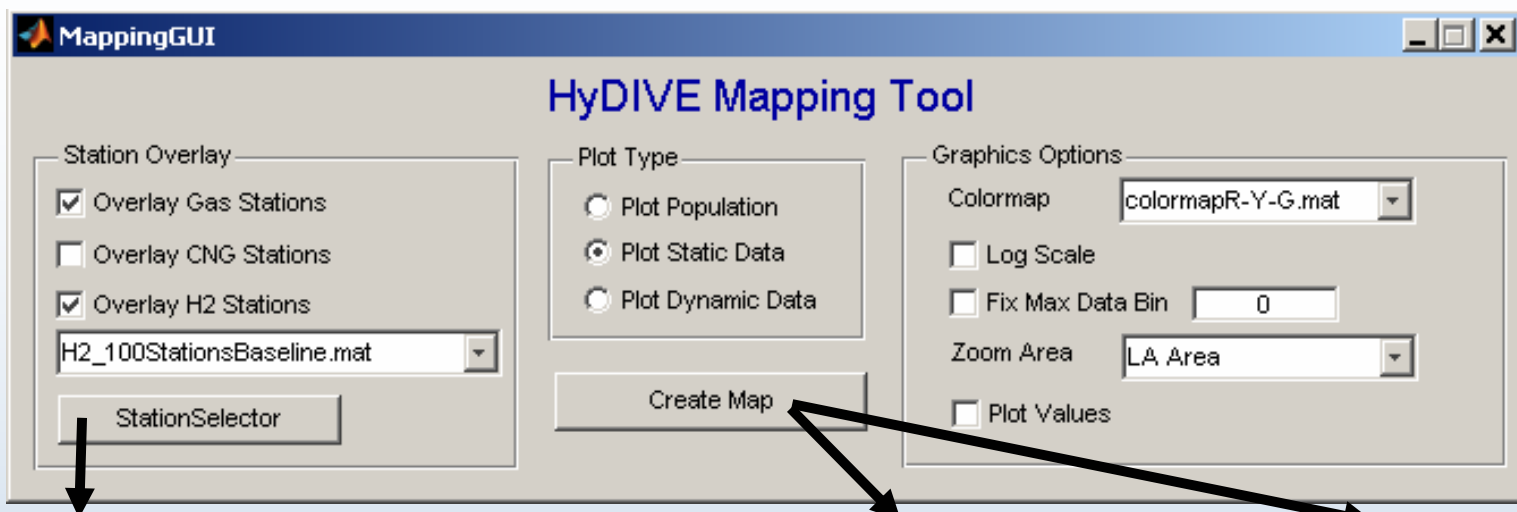 MappingGUI
HyDIVE Mapping Tool
Station Overlay
Overlay Gas Stations
Overlay CNG Stations
Overlay H2 Stations
H2_100StationsBaseline.mat
StationSelector
Plot Type
Plot Population
Plot Static Data
Plot Dynamic Data
Create Map
Graphics Options
Colormap colormapR-Y-G.mat
Log Scale
Fix Max Data Bin 0
Zoom Area LA Area
Plot Values